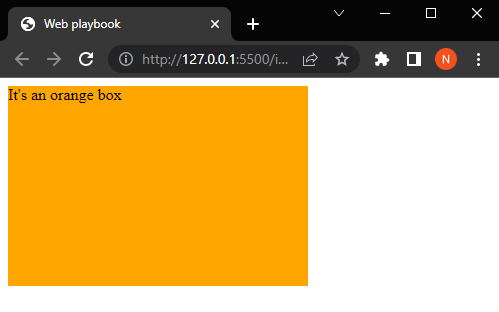 Web playbook
http://127.0.0.1:5500/i...
N
It's an orange box